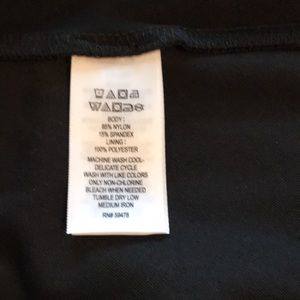 BODY :
85% NYLON
15% SPANDEX
LINING :
100% POLYESTER
MACHINE WASH COOL-
DELICATE CYCLE
WASH WITH LIKE COLORS
ONLY NON-CHLORINE
BLEACH WHEN NEEDED
TUMBLE DRY LOW
MEDIUM IRON
RN# 59478